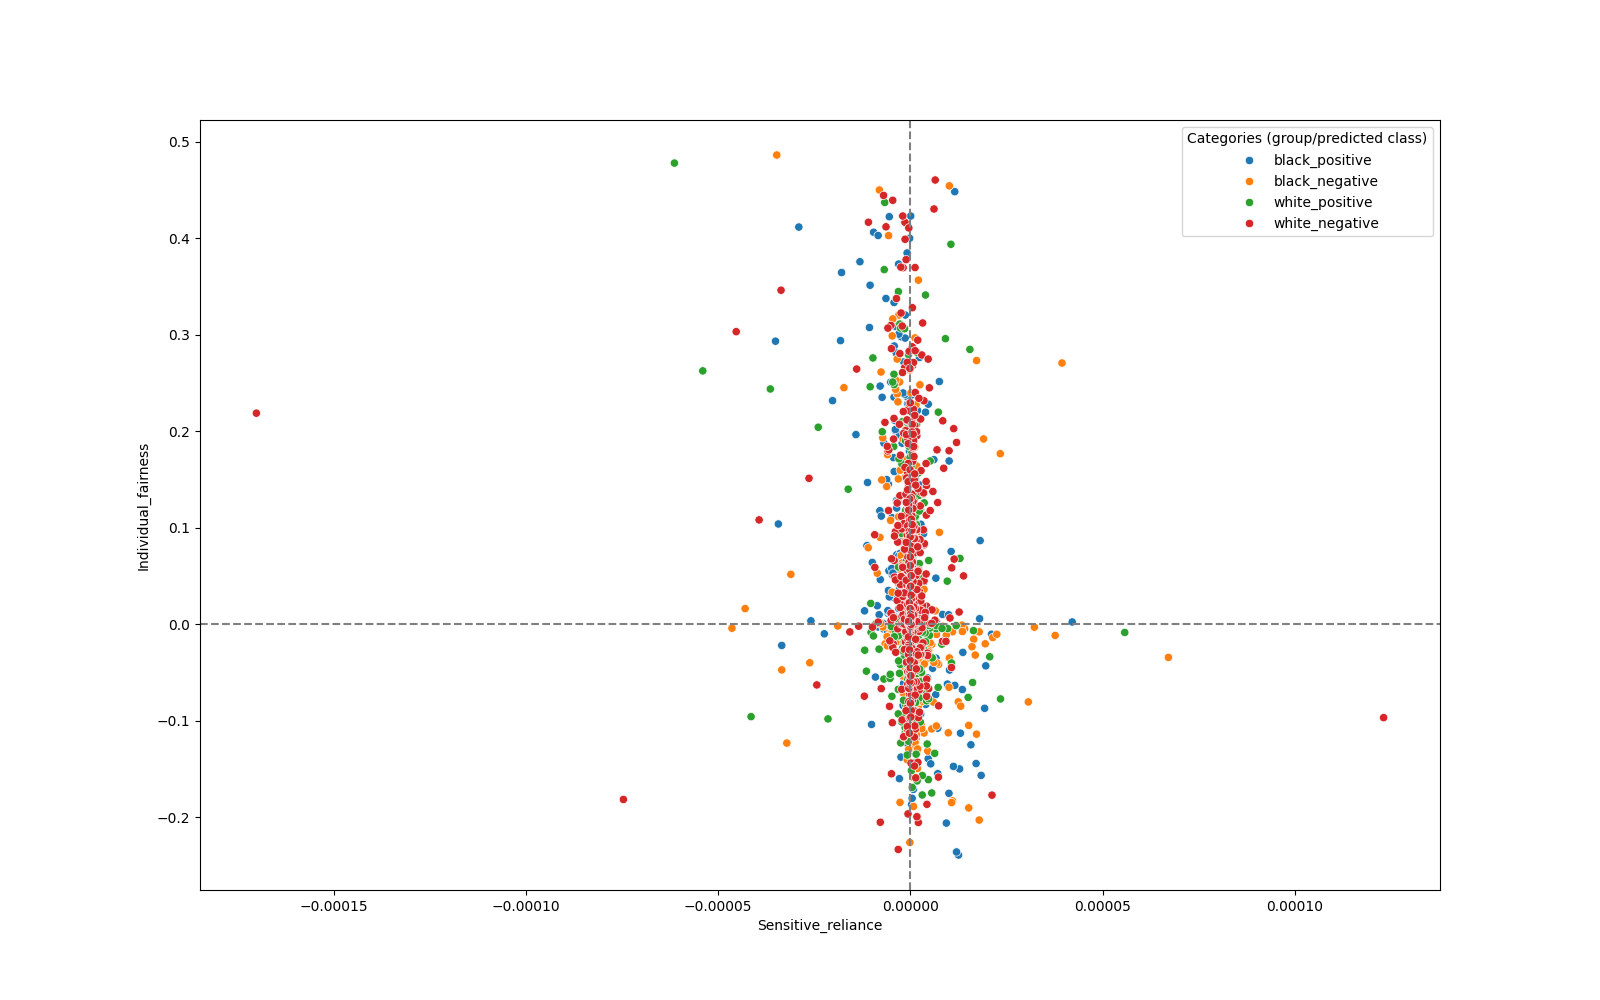 Categories (group/predicted class)
black_positive
black_negative
white_positive
white_negative
0.5
0.4
0.3
0.2
0.1
0.0
−0.1
−0.2
Individual_fairness
−0.00015
−0.00010
−0.00005
0.00000
0.00005
0.00010
Sensitive_reliance